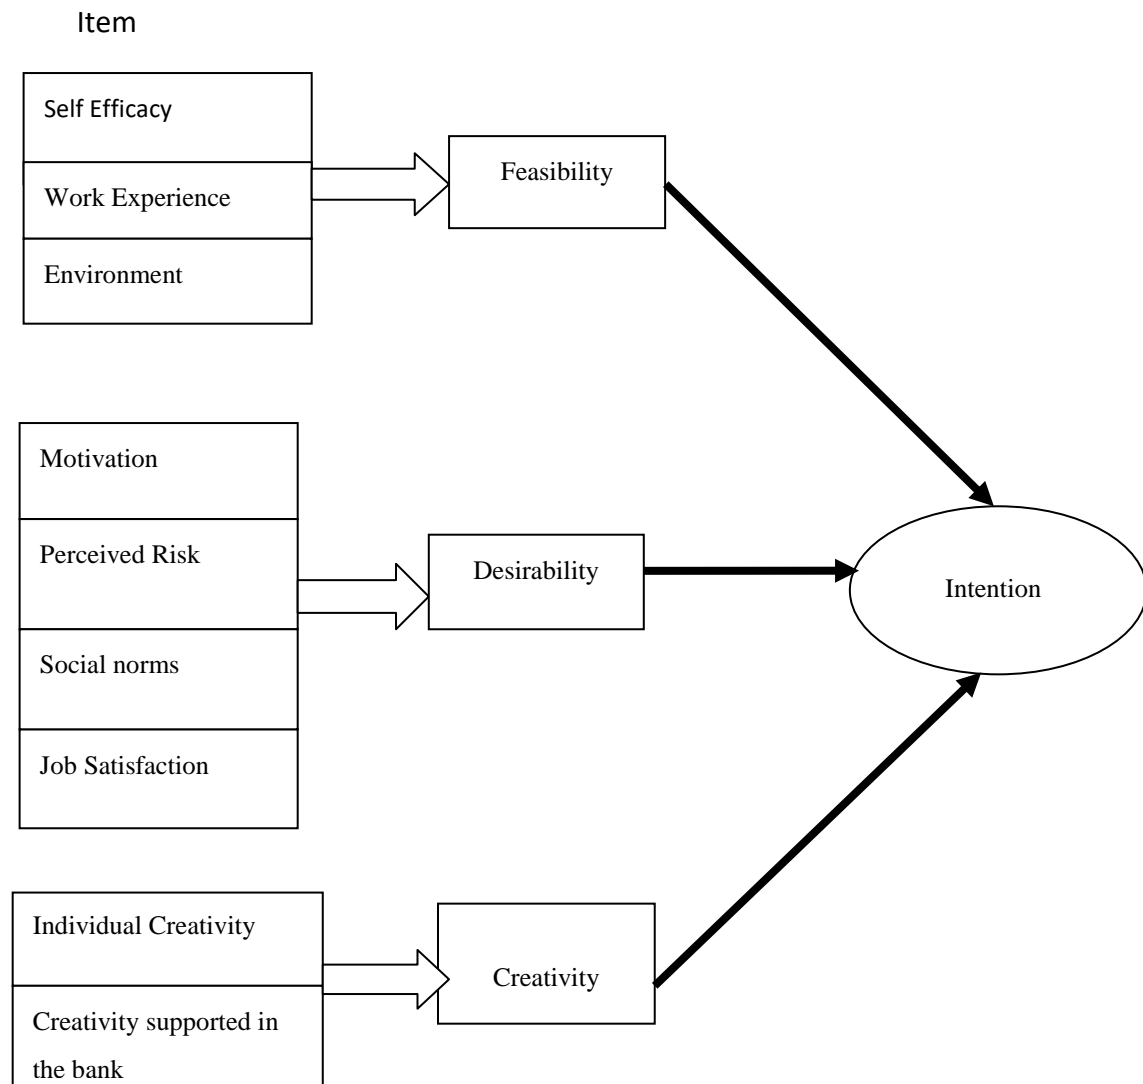 Item
Self Efficacy
Work Experience
Environment
Feasibility
Motivation
Perceived Risk
Social norms
Job Satisfaction
Desirability
Intention
Individual Creativity
Creativity supported in
the bank
Creativity